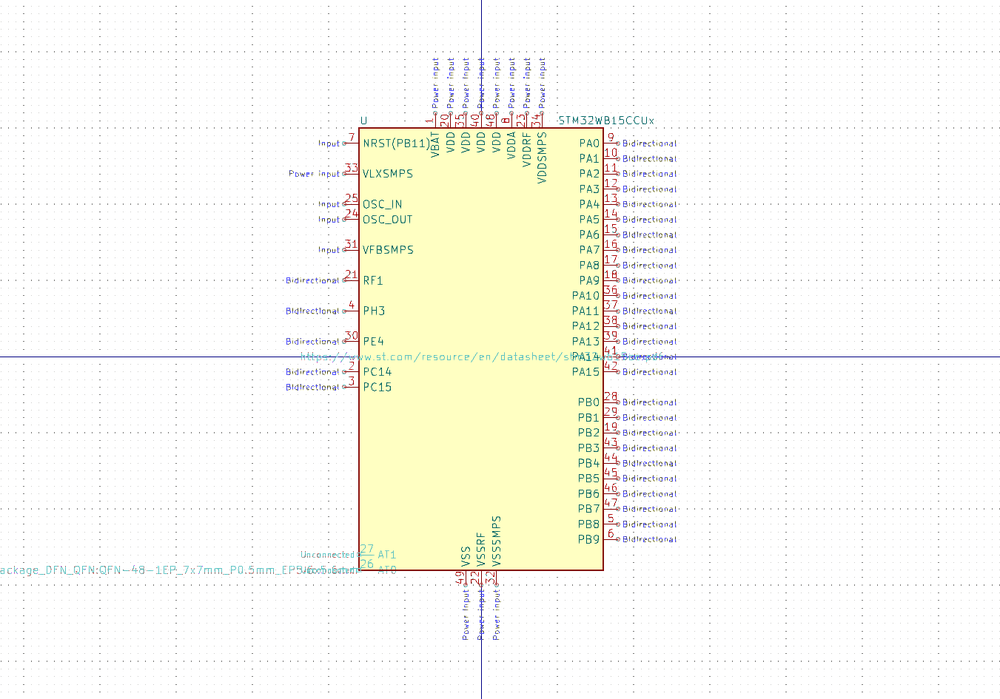 Power input Power input Power input Power input Power input Power input Power input Power input
1 20 35 40 48 8 23 34
VBAT VDD VDD VDD VDD VDDA VDDRF VDDSMPS
U STM32WB15CCUx
Input 7 NRST(PB11) PA0 9 Bidirectional
PA1 10 Bidirectional
Power input 33 VLXSMPS PA2 11 Bidirectional
PA3 12 Bidirectional
Input 25 OSC_IN PA4 13 Bidirectional
Input 24 OSC_OUT PA5 14 Bidirectional
PA6 15 Bidirectional
Input 31 VFBSMPS PA7 16 Bidirectional
PA8 17 Bidirectional
Bidirectional 21 RF1 PA9 18 Bidirectional
PA10 36 Bidirectional
Bidirectional 4 PH3 PA11 37 Bidirectional
PA12 38 Bidirectional
Bidirectional 30 PE4 PA13 39 Bidirectional
https://www.st.com/resource/en/datasheet/ PA14 41 Bidirectional
Bidirectional 2 PC14 PA15 42 Bidirectional
Bidirectional 3 PC15
PB0 28 Bidirectional
PB1 29 Bidirectional
PB2 19 Bidirectional
PB3 43 Bidirectional
PB4 44 Bidirectional
PB5 45 Bidirectional
PB6 46 Bidirectional
PB7 47 Bidirectional
PB8 5 Bidirectional
PB9 6 Bidirectional
Unconnected 27 AT1
ackage_DFN_QFN:QFN-48-1EP_7x7mm_P0.5mm_EP5.6x5.6mm 26 AT0
VSS VSSRF VSSSMPS
49 22 32
Power input Power input Power input